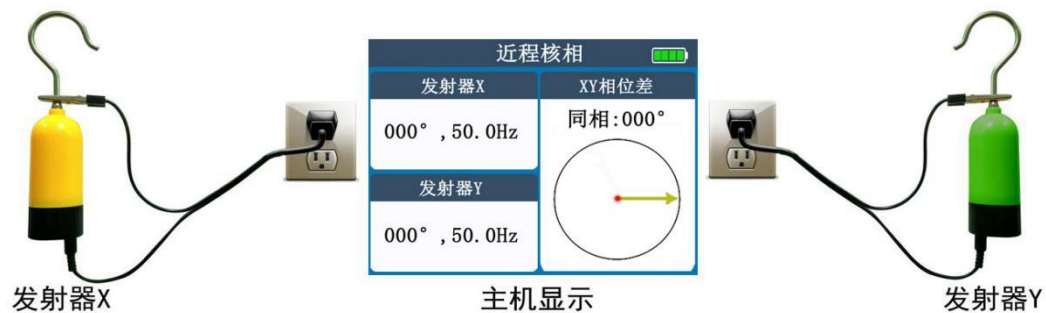 近程核相
发射器X
000°,50.0Hz
发射器Y
000°,50.0Hz
XY相位差
同相:000°
发射器X
主机显示
发射器Y